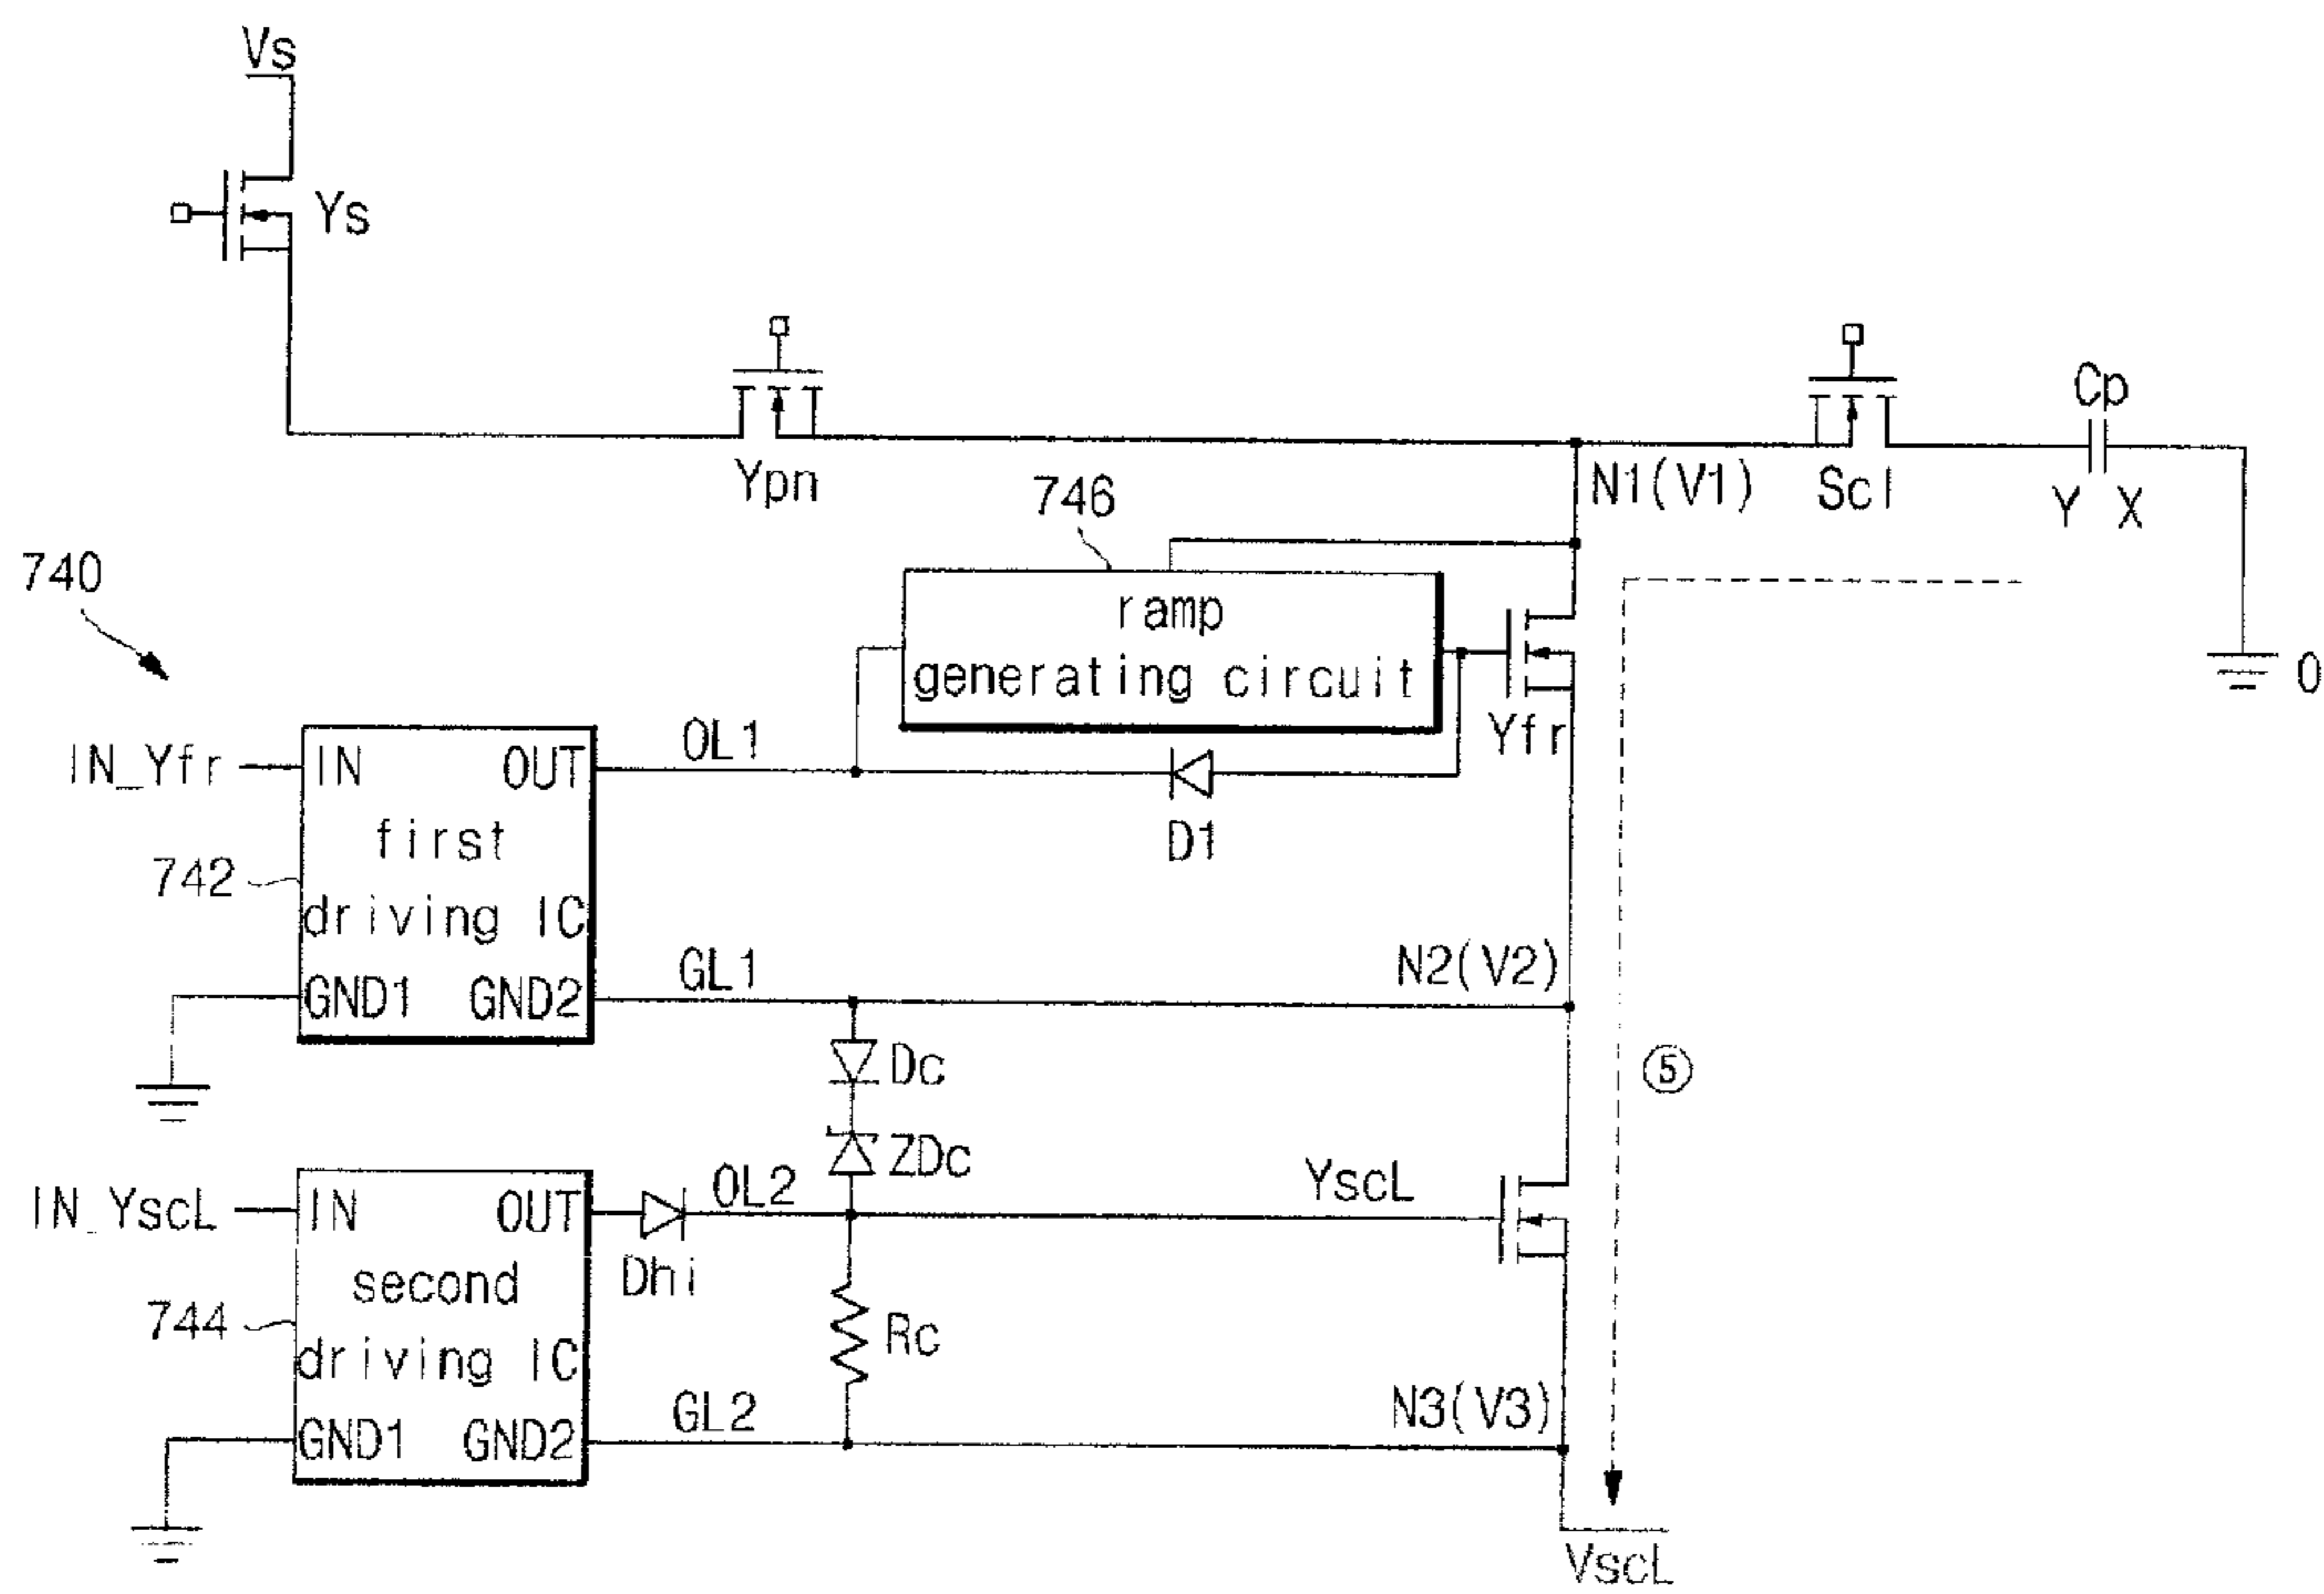 Vs
Ys
Ypn
N1(V1)
Scl
Cp
Y X
0
746
740
ramp
generating circuit
Yfr
D1
OL1
IN_Yfr
IN OUT
first
driving IC
GND1 GND2
742
GL1
N2(V2)
Dc
ZDc
⑤
IN_YscL
IN OUT
second
driving IC
GND1 GND2
744
Dhi
OL2
YscL
Rc
GL2
N3(V3)
VscL